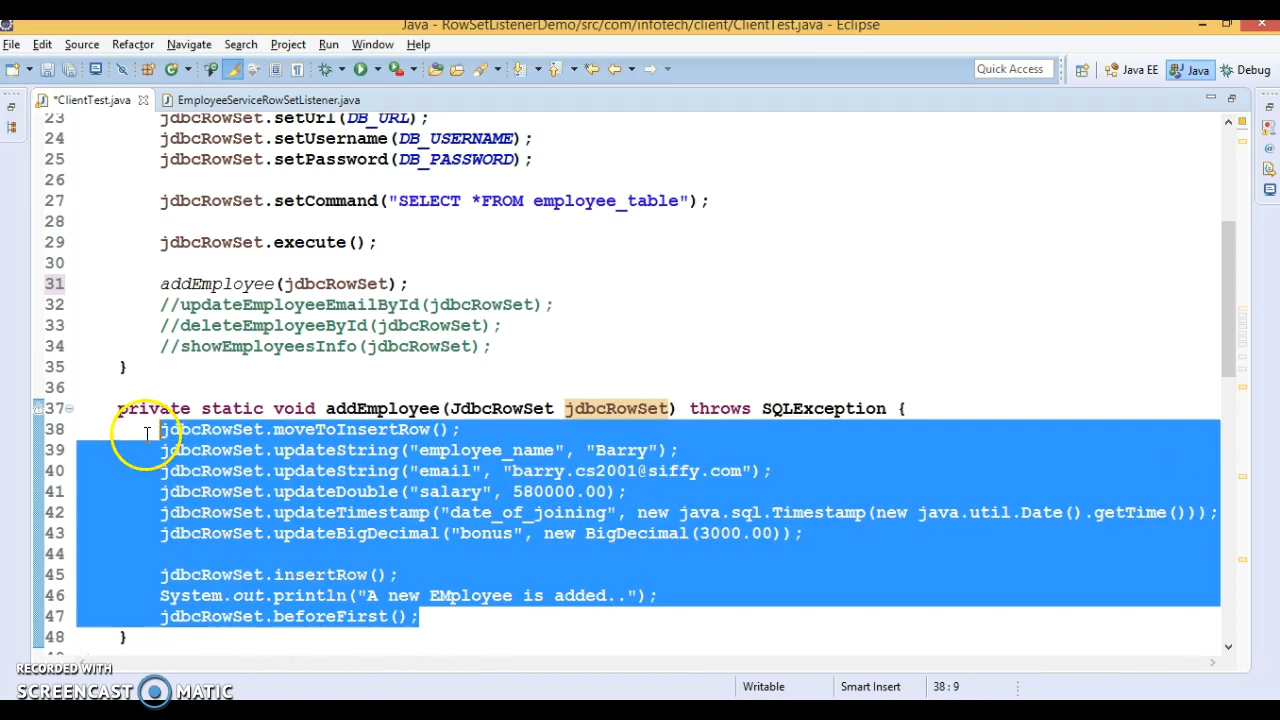 Java - RowSetListenerDemo/src/com/infotech/client/ClientTest.java - Eclipse
File Edit Source Refactor Navigate Search Project Run Window Help
Quick Access Java EE Java Debug
*ClientTest.java EmployeeServiceRowSetListener.java
23 jdbcRowSet.setUrl(DB_URL);
24 jdbcRowSet.setUsername(DB_USERNAME);
25 jdbcRowSet.setPassword(DB_PASSWORD);
26
27 jdbcRowSet.setCommand("SELECT *FROM employee_table");
28
29 jdbcRowSet.execute();
30
31 addEmployee(jdbcRowSet);
32 //updateEmployeeEmailById(jdbcRowSet);
33 //deleteEmployeeById(jdbcRowSet);
34 //showEmployeesInfo(jdbcRowSet);
35 }
36
37 private static void addEmployee(JdbcRowSet jdbcRowSet) throws SQLException {
38 jdbcRowSet.moveToInsertRow();
39 jdbcRowSet.updateString("employee_name", "Barry");
40 jdbcRowSet.updateString("email", "barry.cs2001@siffy.com");
41 jdbcRowSet.updateDouble("salary", 580000.00);
42 jdbcRowSet.updateTimestamp("date_of_joining", new java.sql.Timestamp(new java.util.Date().getTime()));
43 jdbcRowSet.updateBigDecimal("bonus", new BigDecimal(3000.00));
44
45 jdbcRowSet.insertRow();
46 System.out.println("A new EMployee is added..");
47 jdbcRowSet.beforeFirst();
48 }
RECORDED WITH
SCREENCAST MATIC
Writable Smart Insert 38 : 9